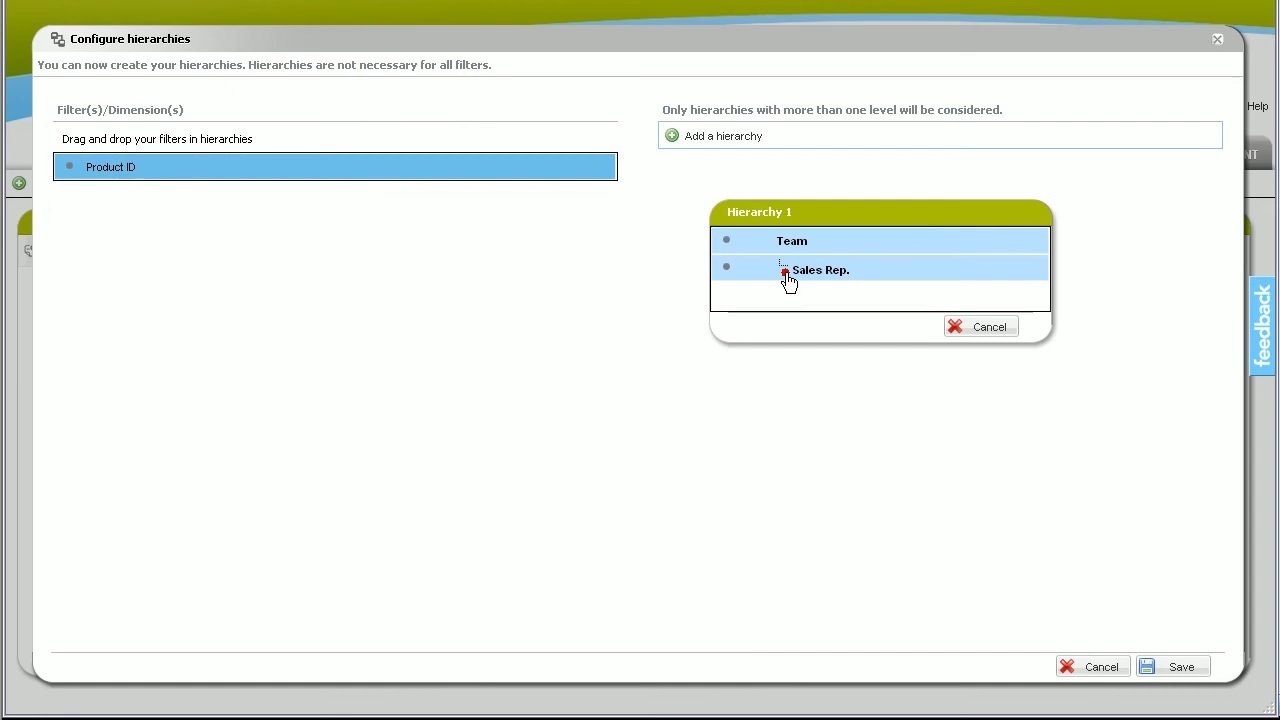 Configure hierarchies
You can now create your hierarchies. Hierarchies are not necessary for all filters.
Filter(s)/Dimension(s)
Only hierarchies with more than one level will be considered.
Help
Drag and drop your filters in hierarchies
Add a hierarchy
NT
Product ID
Hierarchy 1
Team
Sales Rep.
Cancel
feedback
Cancel
Save